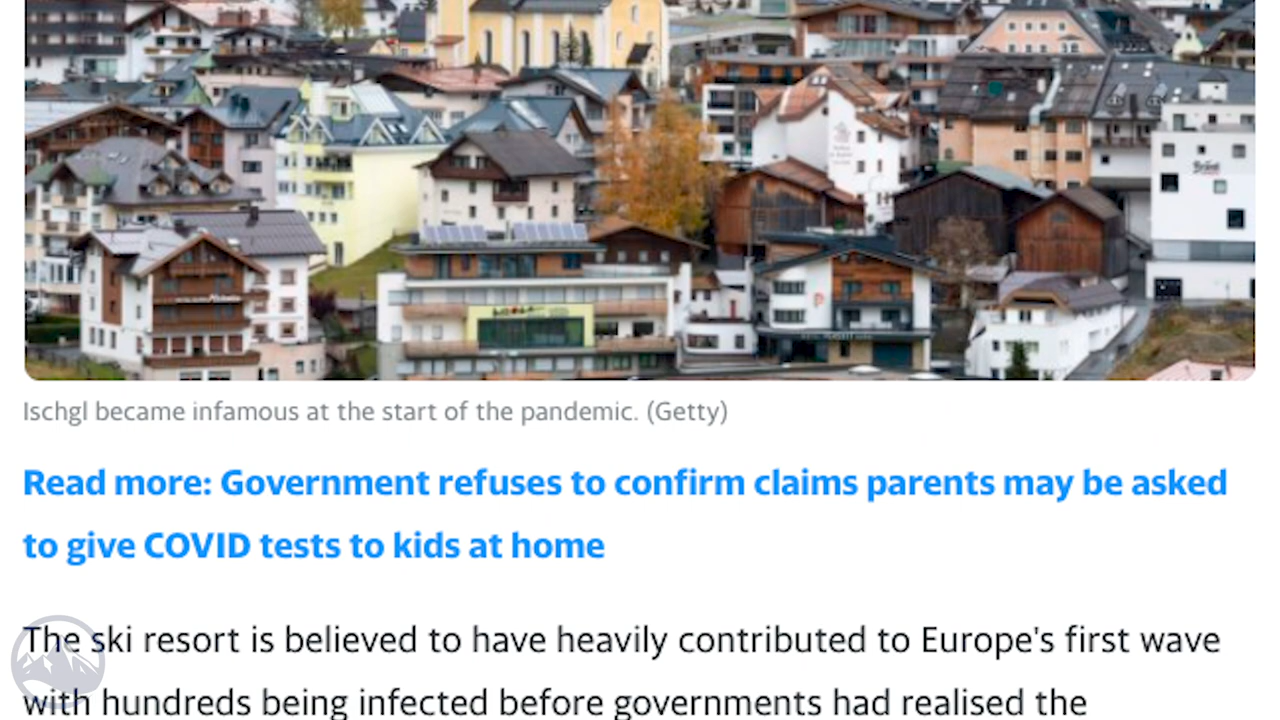 Ischgl became infamous at the start of the pandemic. (Getty)
Read more: Government refuses to confirm claims parents may be asked
to give COVID tests to kids at home
The ski resort is believed to have heavily contributed to Europe's first wave
with hundreds being infected before governments had realised the